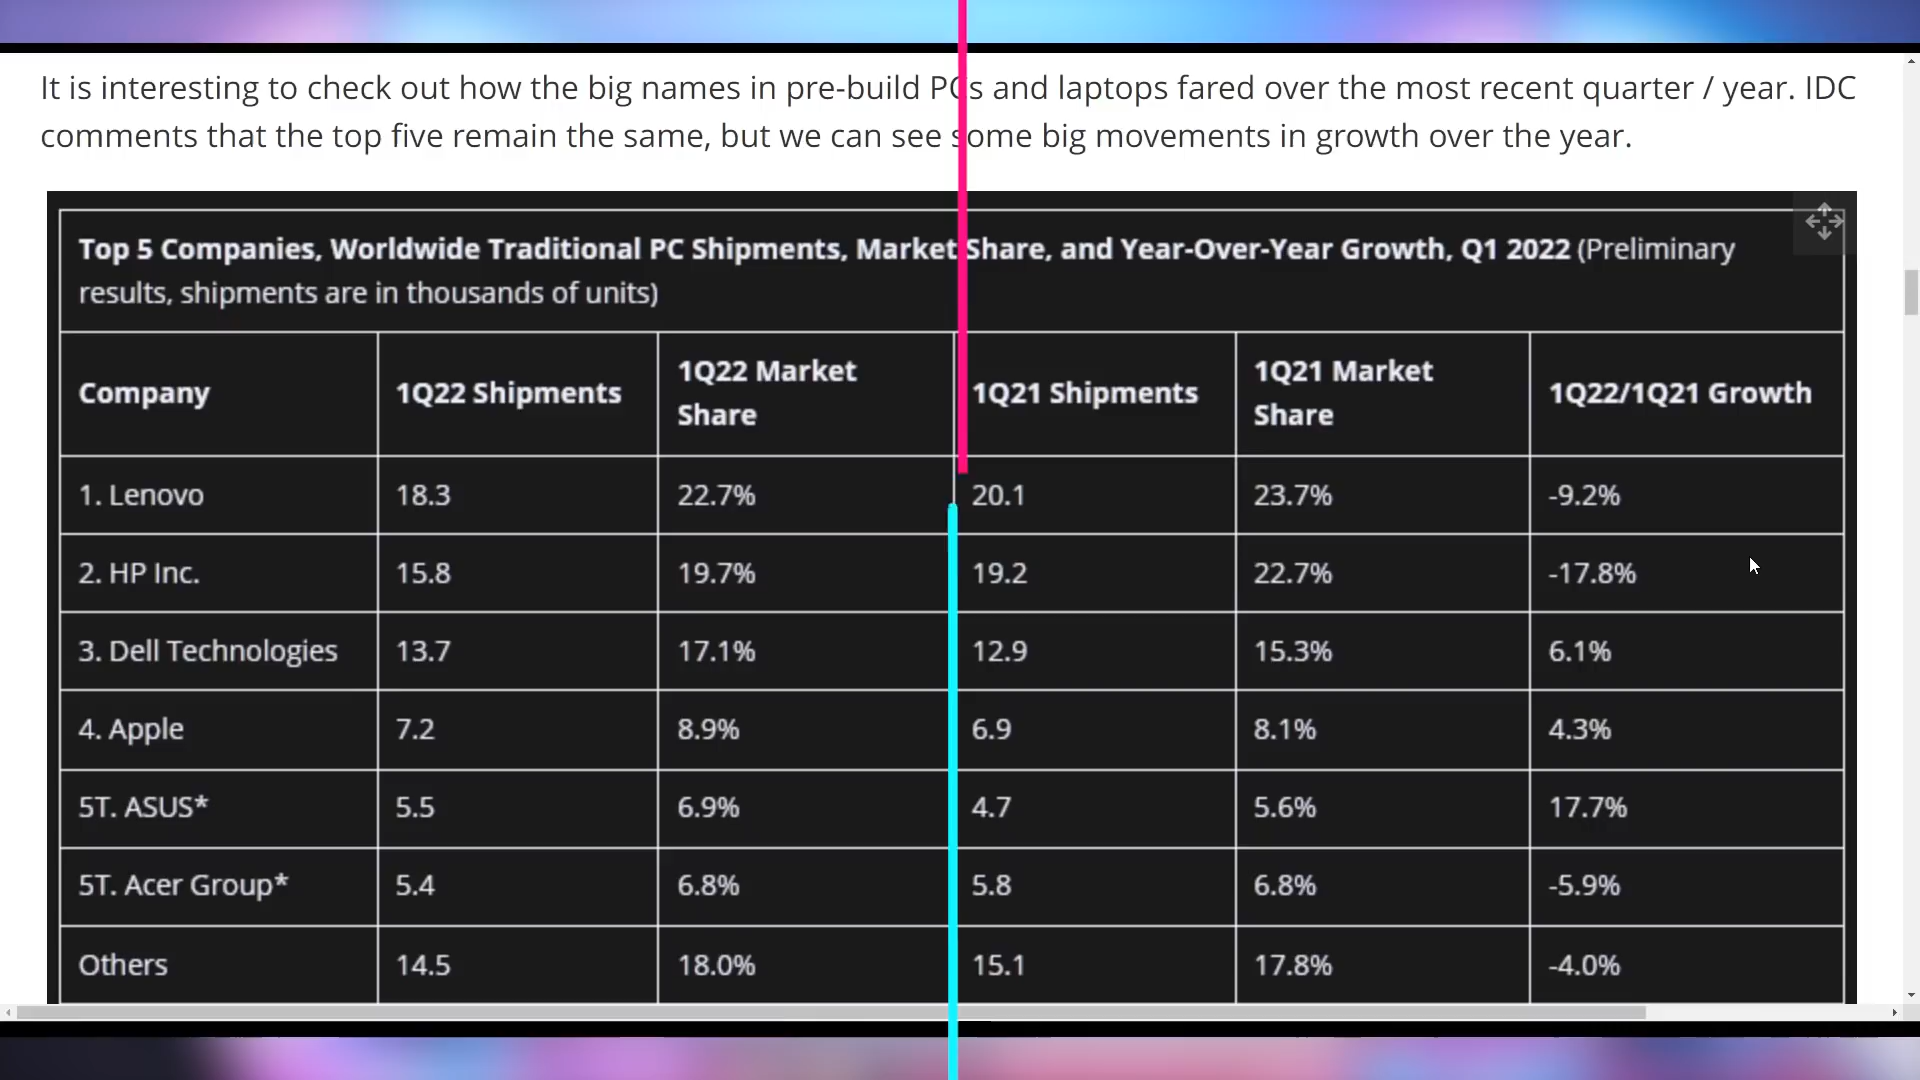 It is interesting to check out how the big names in pre-build PCs and laptops fared over the most recent quarter / year. IDC
comments that the top five remain the same, but we can see some big movements in growth over the year.
Top 5 Companies, Worldwide Traditional PC Shipments, Market Share, and Year-Over-Year Growth, Q1 2022 (Preliminary
results, shipments are in thousands of units)
Company 1Q22 Shipments 1Q22 Market Share 1Q21 Shipments 1Q21 Market Share 1Q22/1Q21 Growth
1. Lenovo 18.3 22.7% 20.1 23.7% -9.2%
2. HP Inc. 15.8 19.7% 19.2 22.7% -17.8%
3. Dell Technologies 13.7 17.1% 12.9 15.3% 6.1%
4. Apple 7.2 8.9% 6.9 8.1% 4.3%
5T. ASUS* 5.5 6.9% 4.7 5.6% 17.7%
5T. Acer Group* 5.4 6.8% 5.8 6.8% -5.9%
Others 14.5 18.0% 15.1 17.8% -4.0%